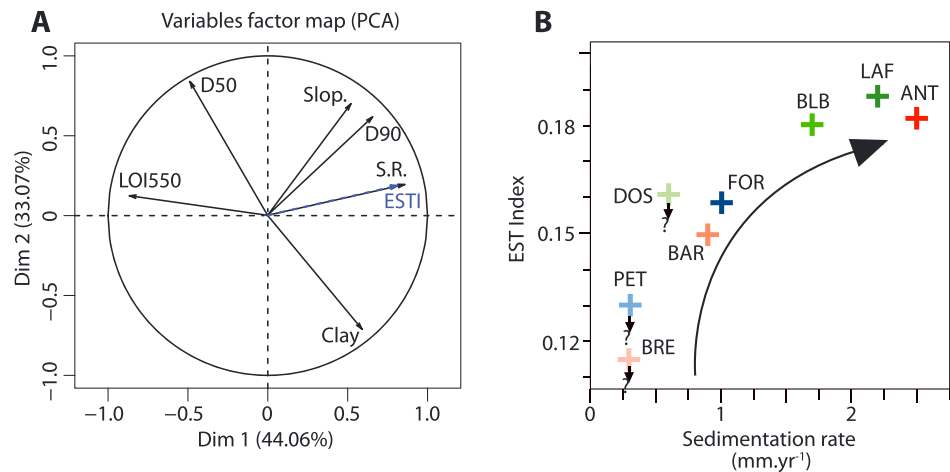 A
Variables factor map (PCA)
1.0
0.5
0
−0.5
−1.0
Dim 2 (33.07%)
D50
Slop.
D90
S.R.
LOI550
ESTI
Clay
−1.0
−0.5
0
0.5
1.0
Dim 1 (44.06%)
B
LAF
ANT
BLB
0.18
DOS
FOR
?
0.15
BAR
EST Index
PET
?
0.12
BRE
?
0
1
2
Sedimentation rate
(mm.yr-1)